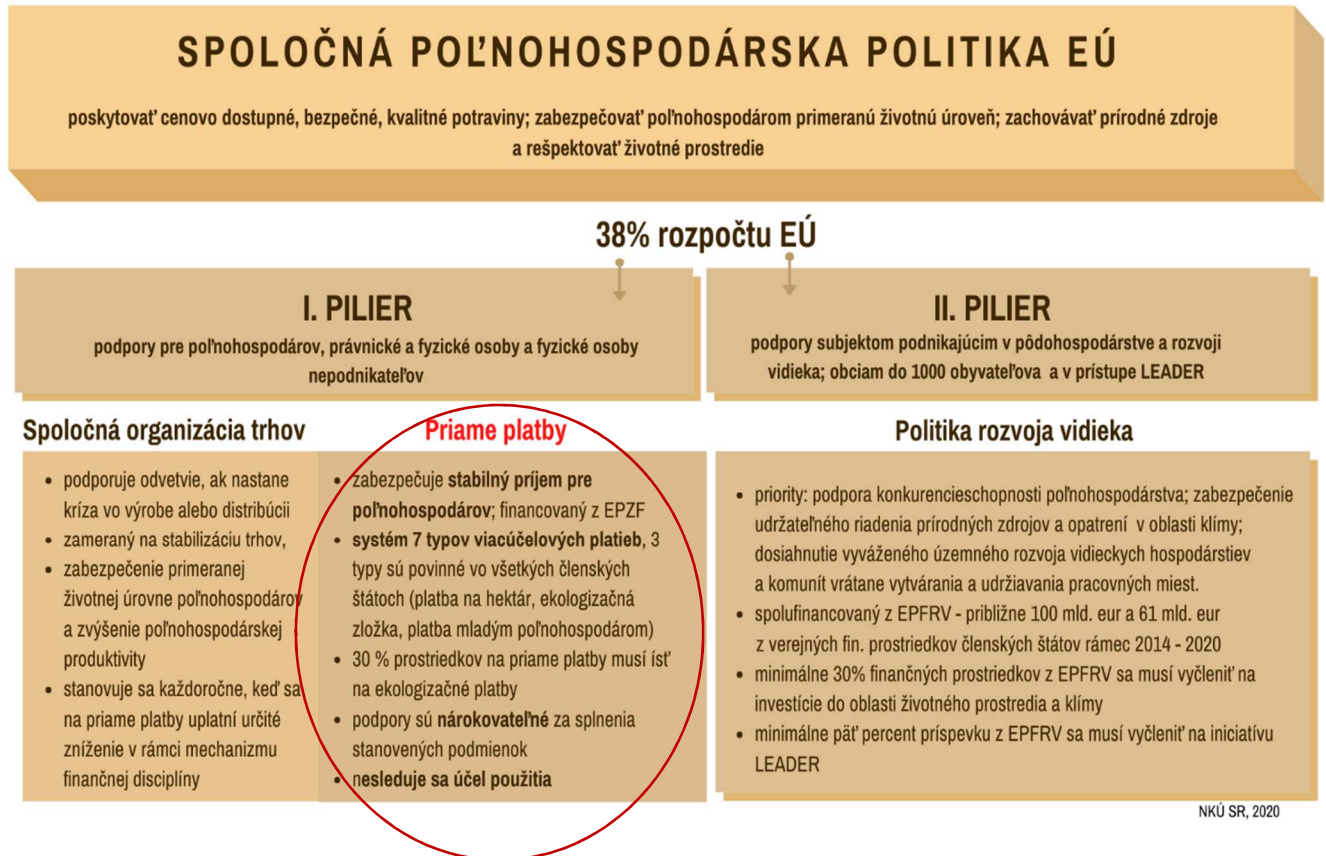 SPOLOČNÁ POĽNOHOSPODÁRSKA POLITIKA EÚ
poskytovať cenovo dostupné, bezpečné, kvalitné potraviny; zabezpečovať poľnohospodárom primeranú životnú úroveň; zachovávať prírodné zdroje
a rešpektovať životné prostredie
38% rozpočtu EÚ
I. PILIER
podpory pre poľnohospodárov, právnické a fyzické osoby a fyzické osoby
nepodnikateľov
II. PILIER
podpory subjektom podnikajúcim v pôdohospodárstve a rozvoji
vidieka; obciam do 1000 obyvateľova a v prístupe LEADER
Spoločná organizácia trhov
• podporuje odvetvie, ak nastane
kríza vo výrobe alebo distribúcii
• zameraný na stabilizáciu trhov,
• zabezpečenie primeranej
životnej úrovne poľnohospodárov
a zvýšenie poľnohospodárskej
produktivity
• stanovuje sa každoročne, keď sa
na priame platby uplatní určité
zníženie v rámci mechanizmu
finančnej disciplíny
Priame platby
• zabezpečuje stabilný príjem pre
poľnohospodárov; financovaný z EPZF
• systém 7 typov viacúčelových platieb, 3
typy sú povinné vo všetkých členských
štátoch (platba na hektár, ekologizačná
zložka, platba mladým poľnohospodárom)
• 30 % prostriedkov na priame platby musí ísť
na ekologizačné platby
• podpory sú nárokovateľné za splnenia
stanovených podmienok
• nesleduje sa účel použitia
Politika rozvoja vidieka
• priority: podpora konkurencieschopnosti poľnohospodárstva; zabezpečenie
udržateľného riadenia prírodných zdrojov a opatrení v oblasti klímy;
dosiahnutie vyváženého územného rozvoja vidieckych hospodárstiev
a komunít vrátane vytvárania a udržiavania pracovných miest.
• spolufinancovaný z EPFRV - približne 100 mld. eur a 61 mld. eur
z verejných fin. prostriedkov členských štátov rámec 2014 - 2020
• minimálne 30% finančných prostriedkov z EPFRV sa musí vyčleniť na
investície do oblasti životného prostredia a klímy
• minimálne päť percent príspevku z EPFRV sa musí vyčleniť na iniciatívu
LEADER
NKÚ SR, 2020